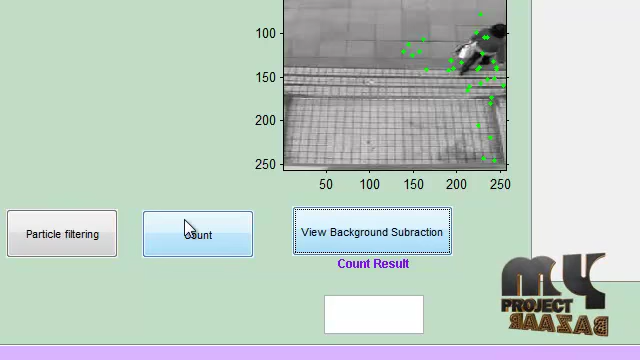 100
150
200
250
50 100 150 200 250
Particle filtering
Count
View Background Subraction
Count Result
MY
PROJECT
BAZAAR